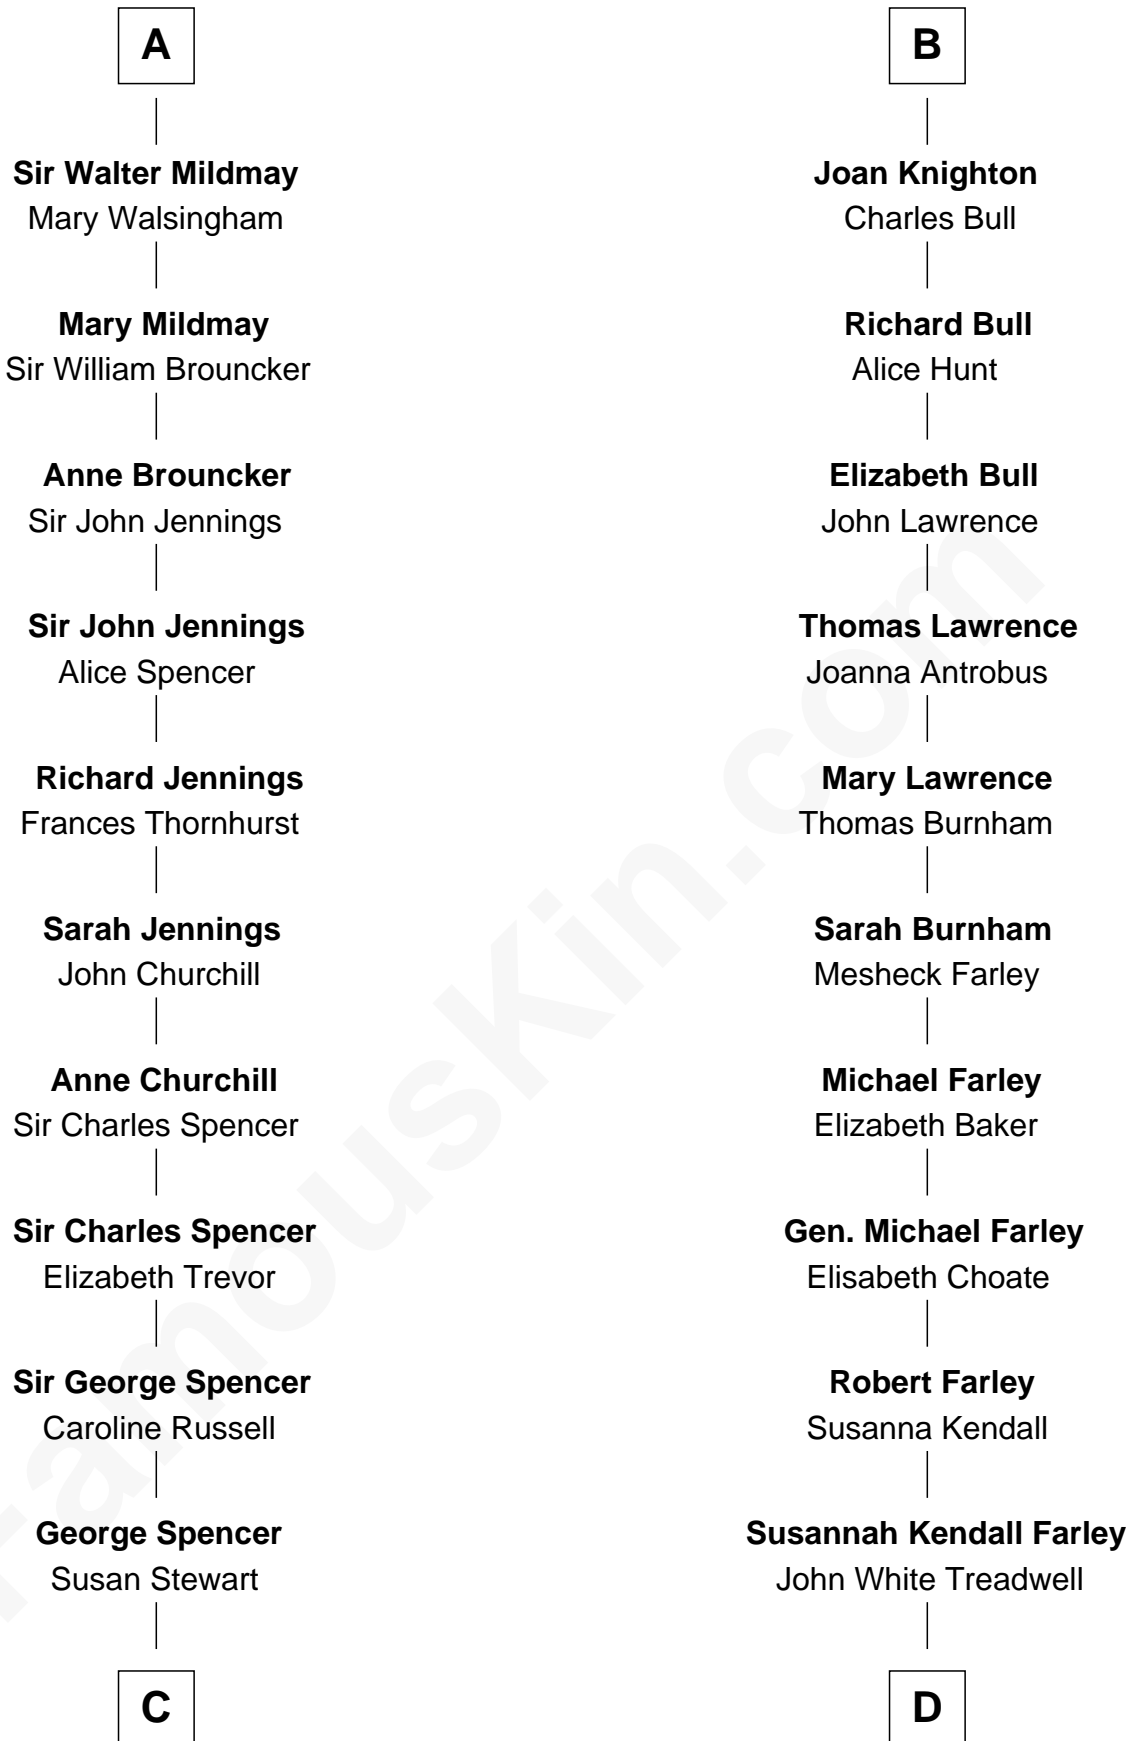 A
Sir Walter Mildmay
Mary Walsingham
Mary Mildmay
Sir William Brouncker
Anne Brouncker
Sir John Jennings
Sir John Jennings
Alice Spencer
Richard Jennings
Frances Thornhurst
Sarah Jennings
John Churchill
Anne Churchill
Sir Charles Spencer
Sir Charles Spencer
Elizabeth Trevor
Sir George Spencer
Caroline Russell
George Spencer
Susan Stewart
C
B
Joan Knighton
Charles Bull
Richard Bull
Alice Hunt
Elizabeth Bull
John Lawrence
Thomas Lawrence
Joanna Antrobus
Mary Lawrence
Thomas Burnham
Sarah Burnham
Mesheck Farley
Michael Farley
Elizabeth Baker
Gen. Michael Farley
Elisabeth Choate
Robert Farley
Susanna Kendall
Susannah Kendall Farley
John White Treadwell
D
FamousKin.com